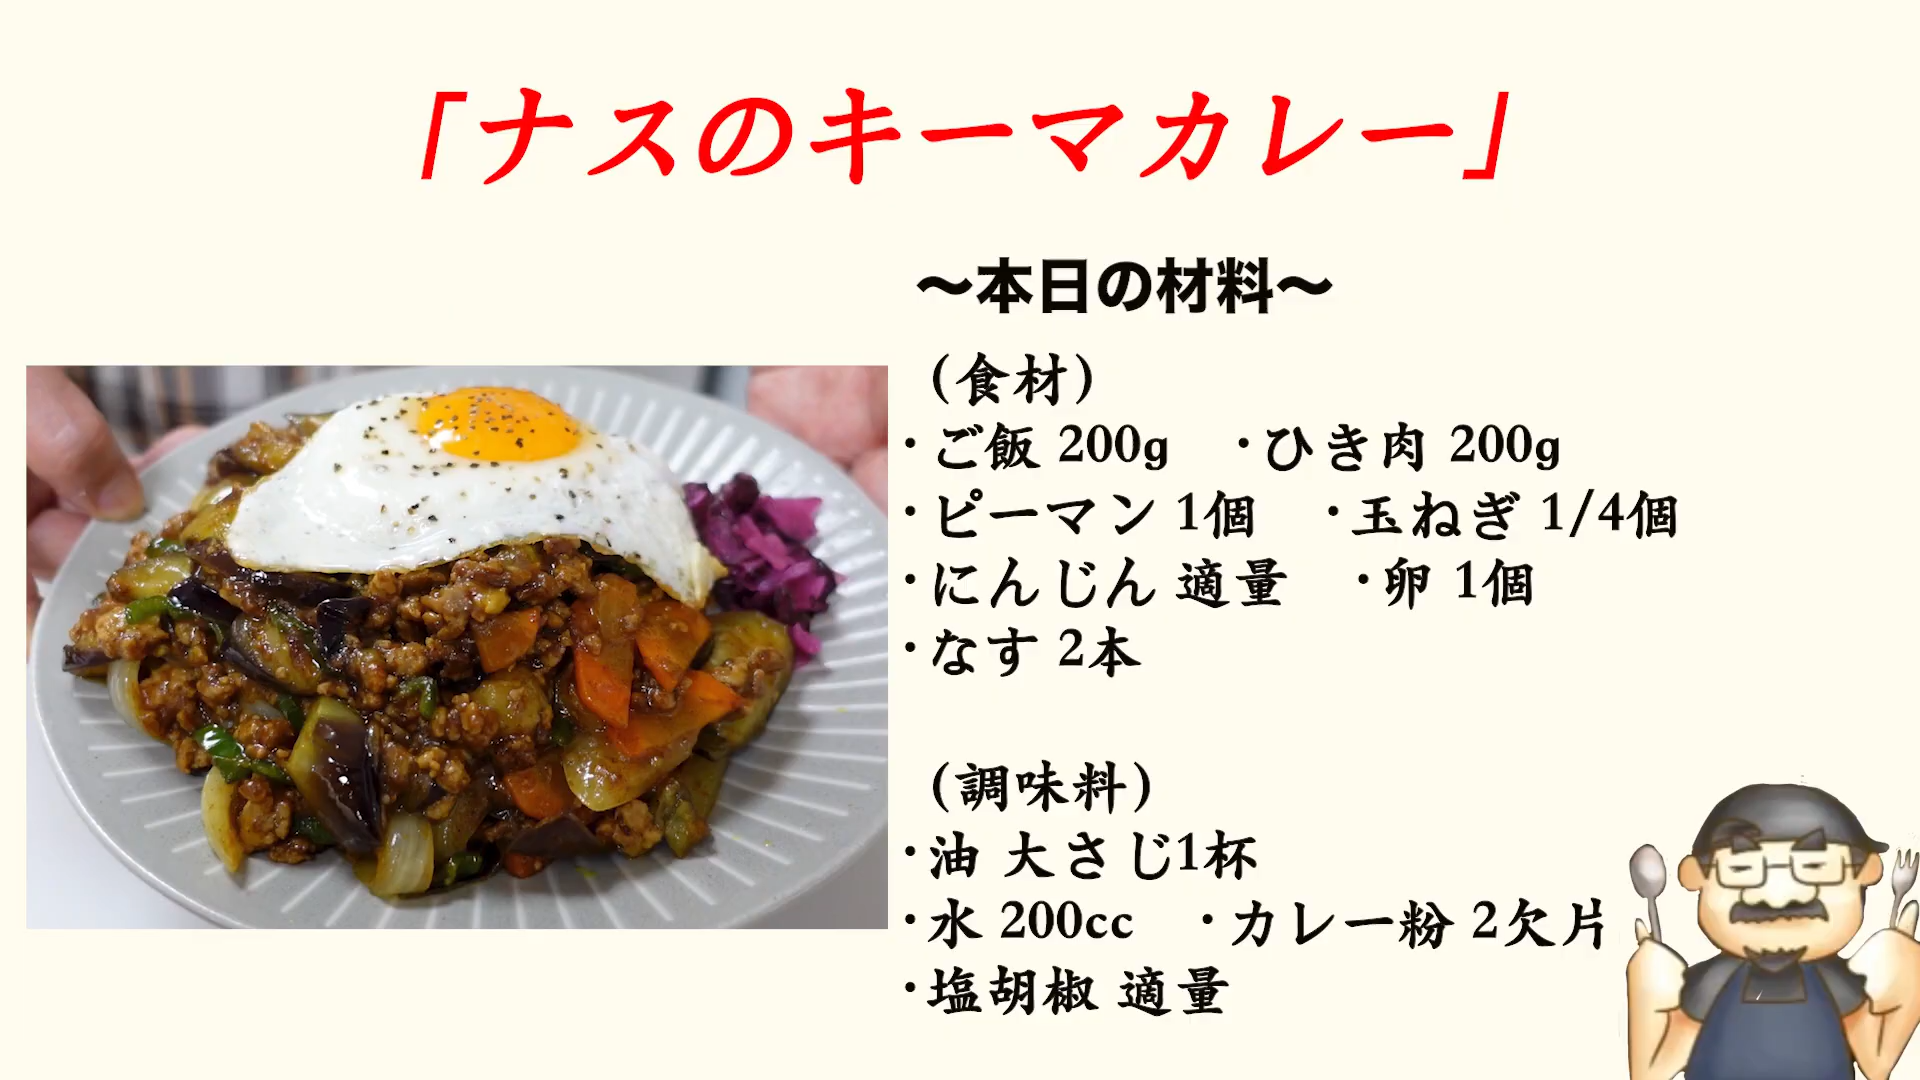 「ナスのキーマカレー」
〜本日の材料〜
(食材)
・ご飯 200g ・ひき肉 200g
・ピーマン 1個 ・玉ねぎ 1/4個
・にんじん 適量 ・卵 1個
・なす 2本
(調味料)
・油 大さじ1杯
・水 200cc ・カレー粉 2欠片
・塩胡椒 適量